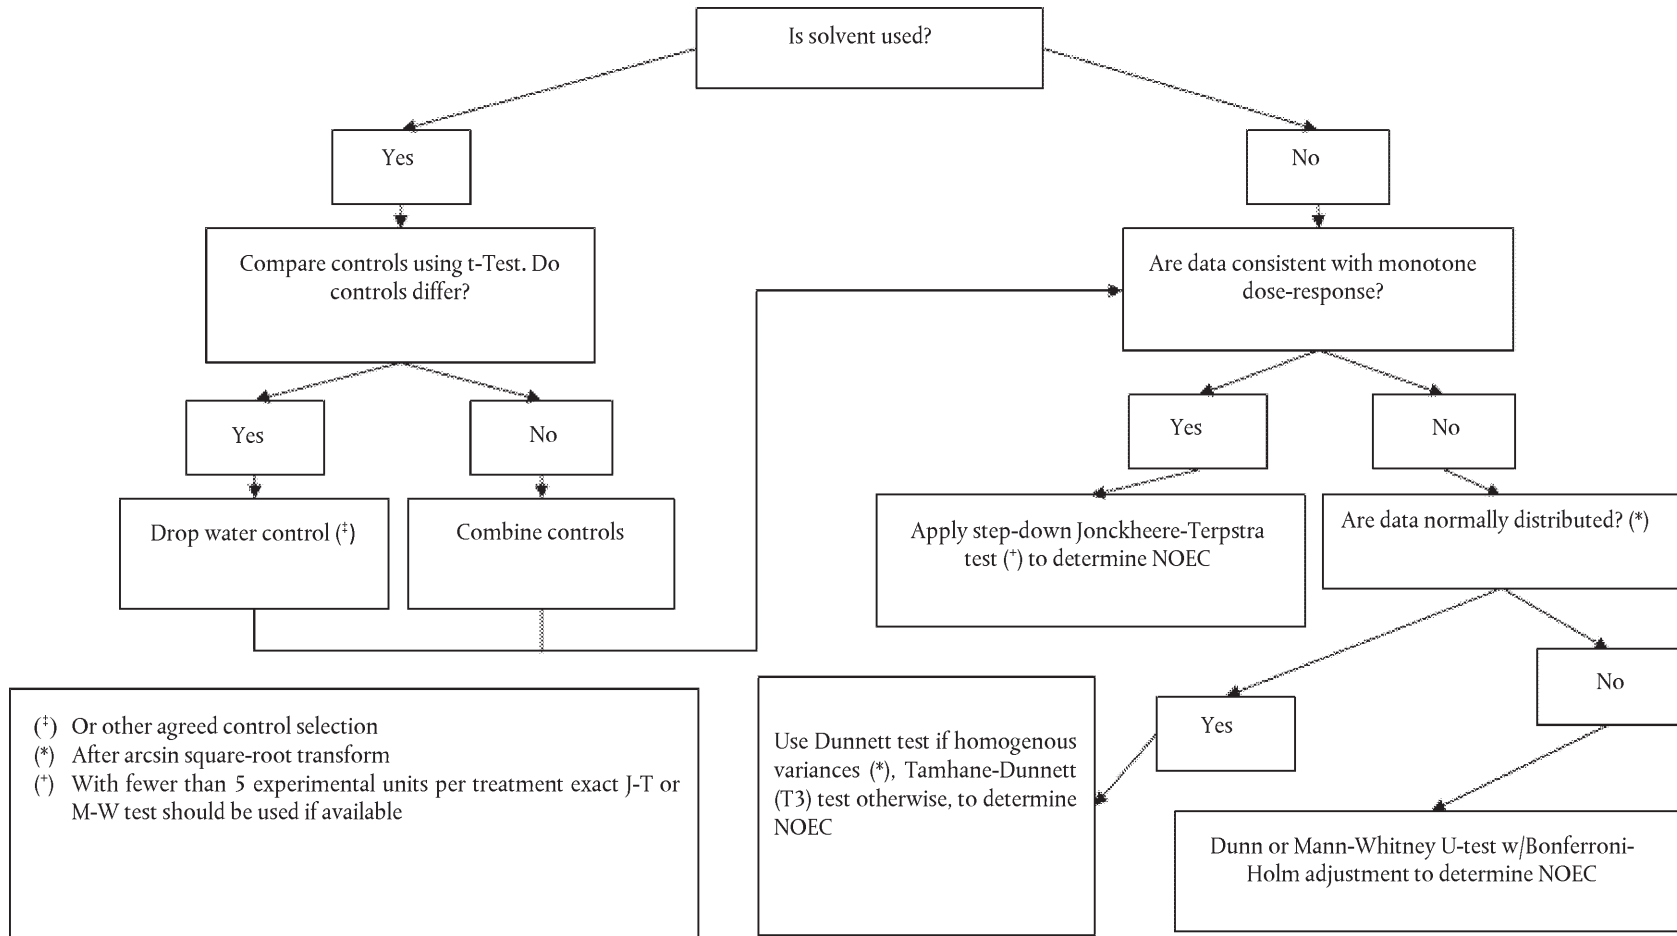 Is solvent used?
Yes
No
Compare controls using t-Test. Do
controls differ?
Are data consistent with monotone
dose-response?
Yes
No
Yes
No
Drop water control (‡)
Combine controls
Apply step-down Jonckheere-Terpstra
test (+) to determine NOEC
Are data normally distributed? (*)
No
Yes
(‡) Or other agreed control selection
(*) After arcsin square-root transform
(+) With fewer than 5 experimental units per treatment exact J-T or
M-W test should be used if available
Use Dunnett test if homogenous
variances (*), Tamhane-Dunnett
(T3) test otherwise, to determine
NOEC
Dunn or Mann-Whitney U-test w/Bonferroni-
Holm adjustment to determine NOEC